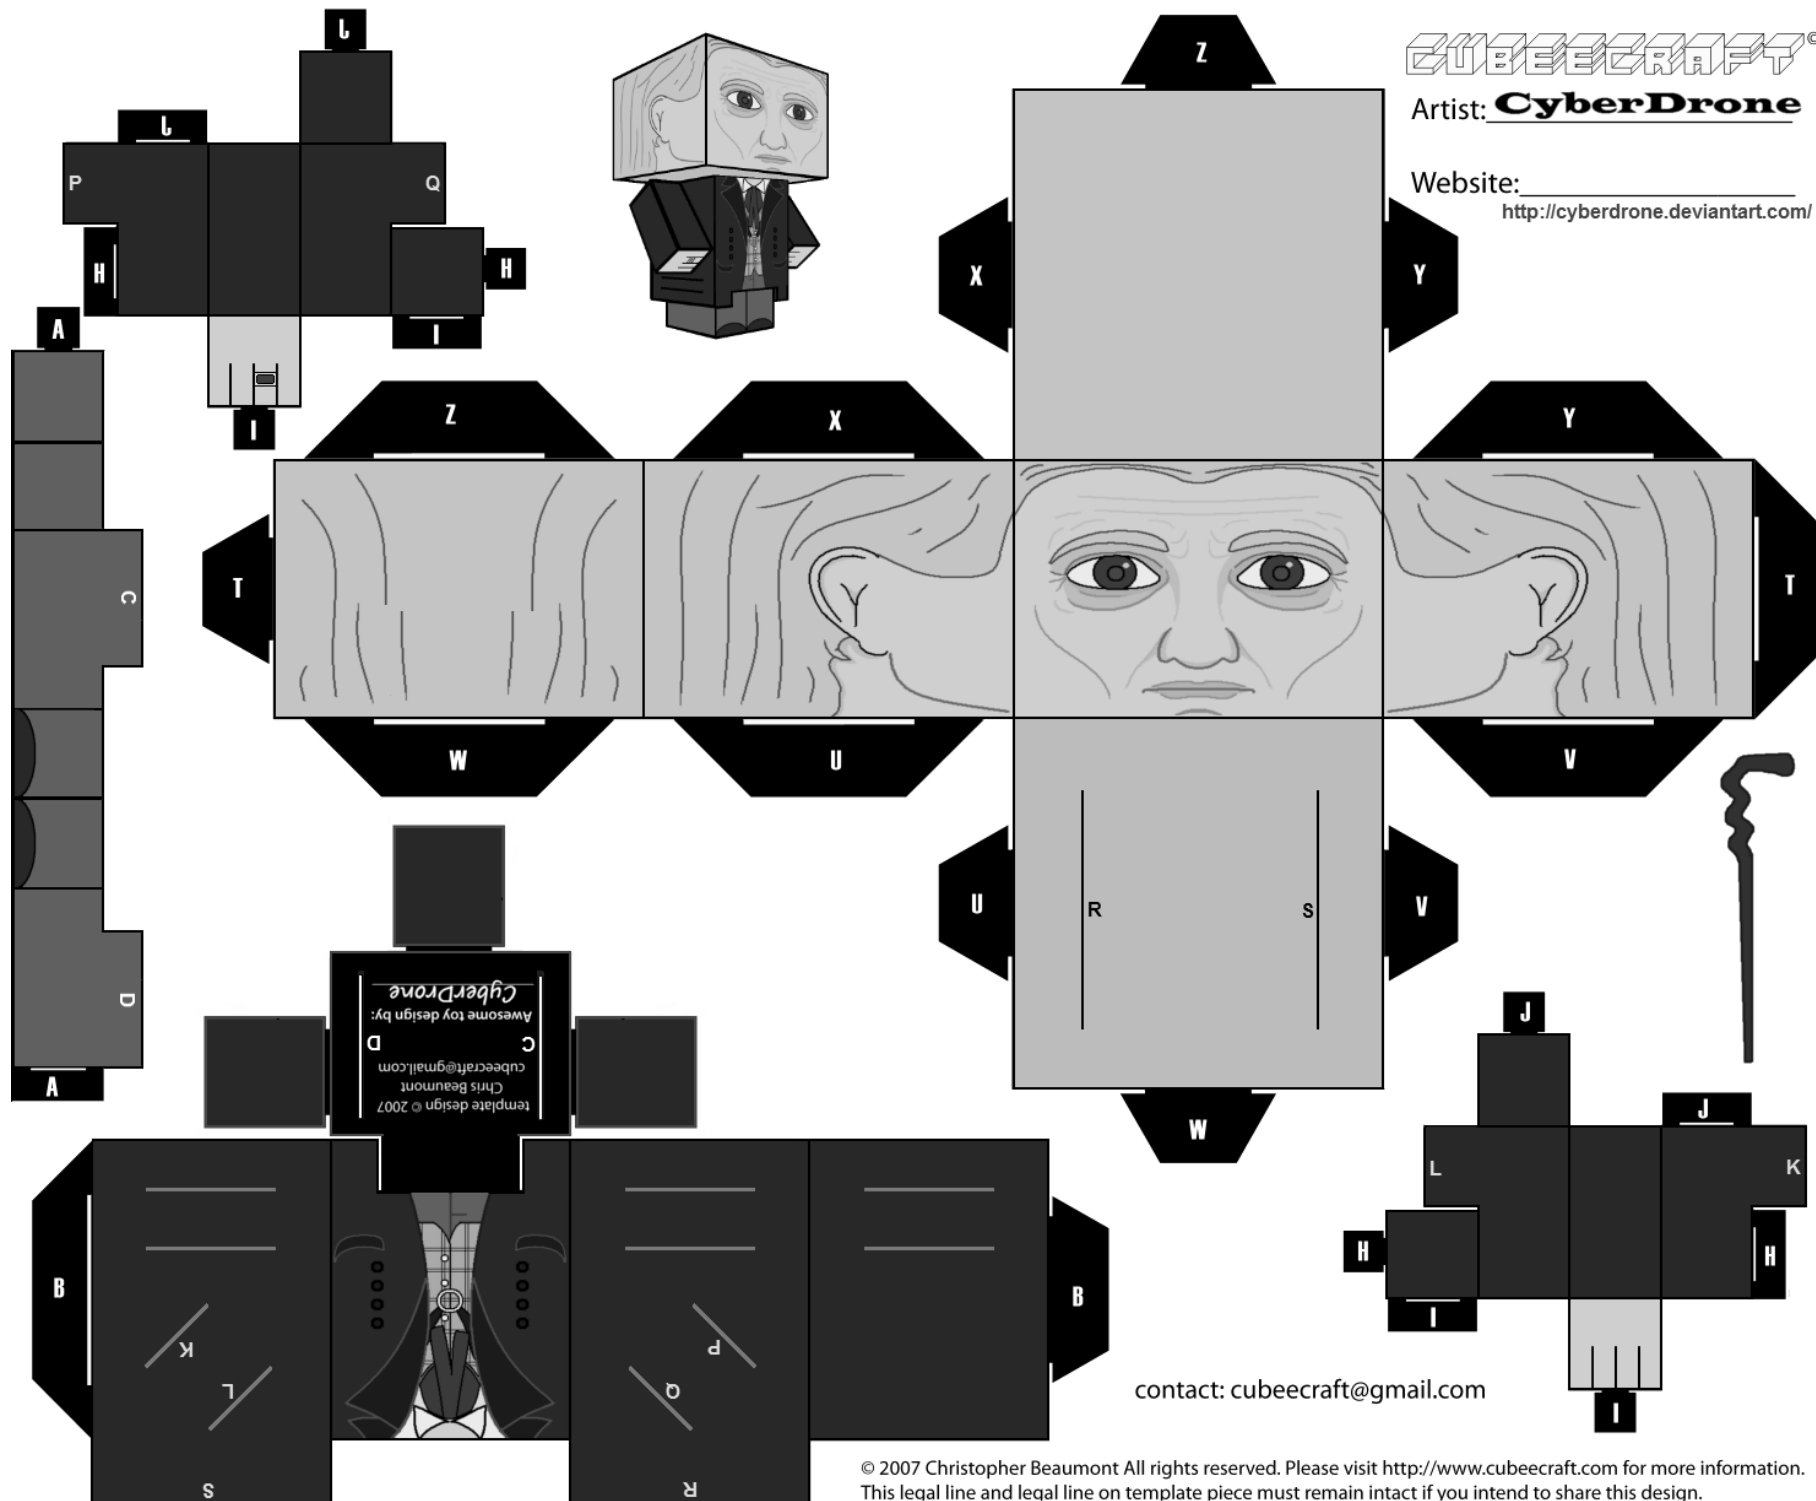 J
CUBEECRAFT©
Artist: CyberDrone
Website:
http://cyberdrone.deviantart.com/
Z
J
P
Q
H
H
I
I
A
X
Y
Z
X
Y
T
T
C
W
U
V
U
R
S
V
D
A
CyberDrone
Awesome toy design by:
D
C
cubeecraft@gmail.com
Chris Beaumont
template design © 2007
W
J
J
L
K
H
H
I
I
B
B
K
P
L
Q
S
R
contact: cubeecraft@gmail.com
© 2007 Christopher Beaumont All rights reserved. Please visit http://www.cubeecraft.com for more information.
This legal line and legal line on template piece must remain intact if you intend to share this design.